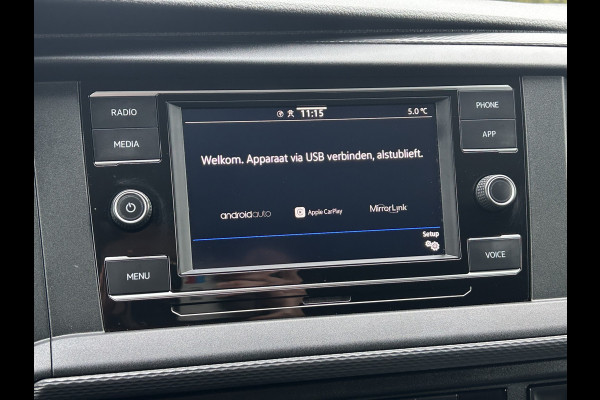 RADIO
MEDIA
MENU
11:15
5.0 °C
Welkom. Apparaat via USB verbinden, alstublieft.
androidauto
Apple CarPlay
MirrorLink
Setup
PHONE
APP
VOICE